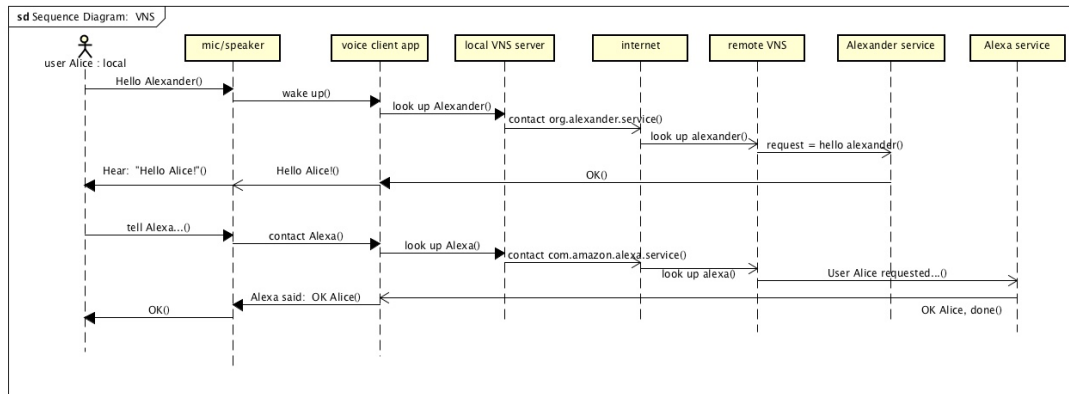 sd Sequence Diagram: VNS
user Alice : local
mic/speaker
voice client app
local VNS server
internet
remote VNS
Alexander service
Alexa service
Hello Alexander()
wake up()
look up Alexander()
contact org.alexander.service()
look up alexander()
request = hello alexander()
Hear: "Hello Alice!"()
Hello Alice!()
OK()
tell Alexa...()
contact Alexa()
look up Alexa()
contact com.amazon.alexa.service()
look up alexa()
User Alice requested...()
Alexa said: OK Alice()
OK Alice, done()
OK()